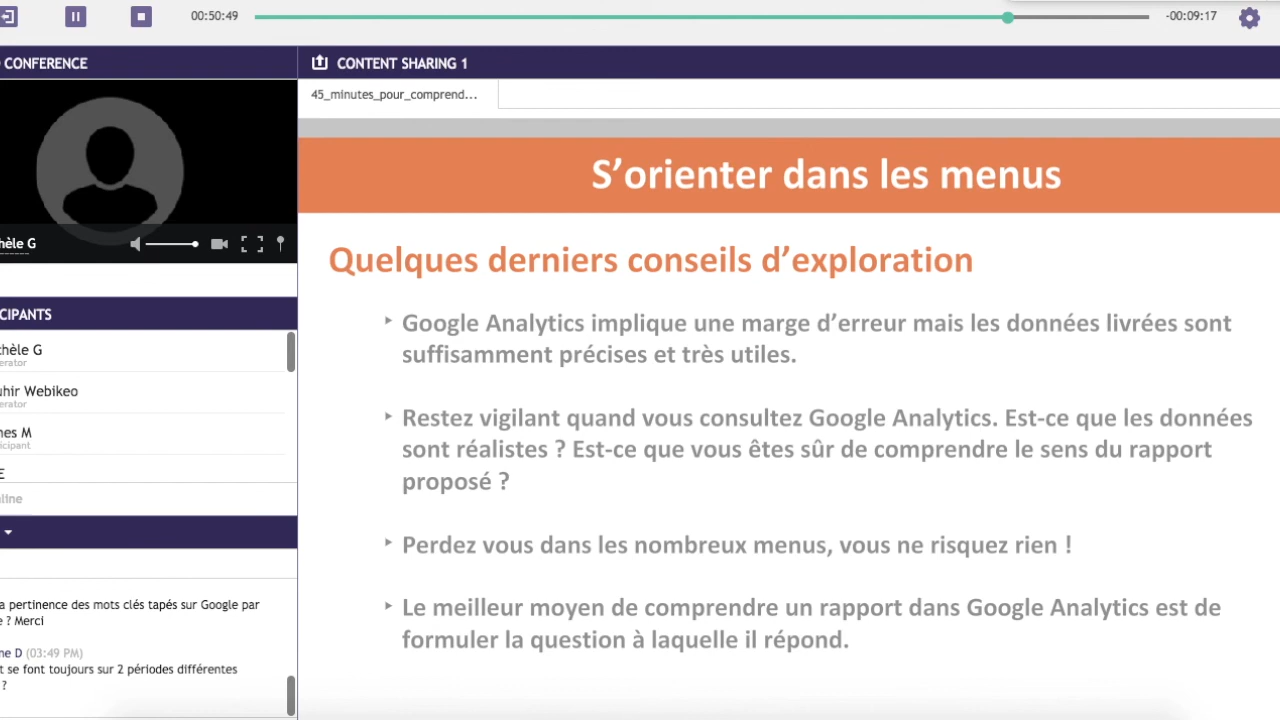 00:50:49
-00:09:17
CONFERENCE
CONTENT SHARING 1
45_minutes_pour_comprend...
S’orienter dans les menus
hèle G
Quelques derniers conseils d’exploration
‣ Google Analytics implique une marge d’erreur mais les données livrées sont
suffisamment précises et très utiles.
‣ Restez vigilant quand vous consultez Google Analytics. Est-ce que les données
sont réalistes ? Est-ce que vous êtes sûr de comprendre le sens du rapport
proposé ?
‣ Perdez vous dans les nombreux menus, vous ne risquez rien !
‣ Le meilleur moyen de comprendre un rapport dans Google Analytics est de
formuler la question à laquelle il répond.
CIPANTS
chèle G
erator
uhir Webikeo
erator
nes M
icipant
E
line
a pertinence des mots clés tapés sur Google par
e ? Merci
ne D (03:49 PM)
t se font toujours sur 2 périodes différentes
?